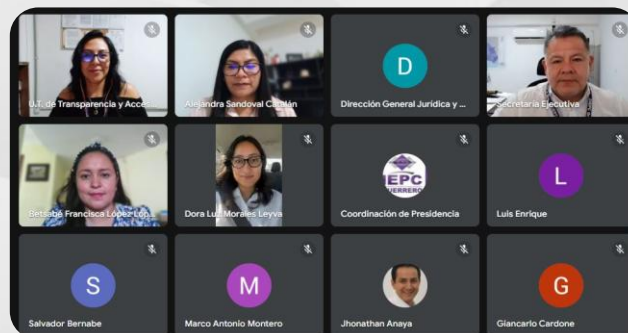 U.T. de Transparencia y Acce...
Alejandra Sandoval Catalán
D
Dirección General Jurídica y ...
Secretaría Ejecutiva
Betsabé Francisca López Lóp...
Dora Luz Morales Leyva
IEPC
GUERRERO
Coordinación de Presidencia
L
Luis Enrique
S
Salvador Bernabe
M
Marco Antonio Montero
Jhonathan Anaya
G
Giancarlo Cardone